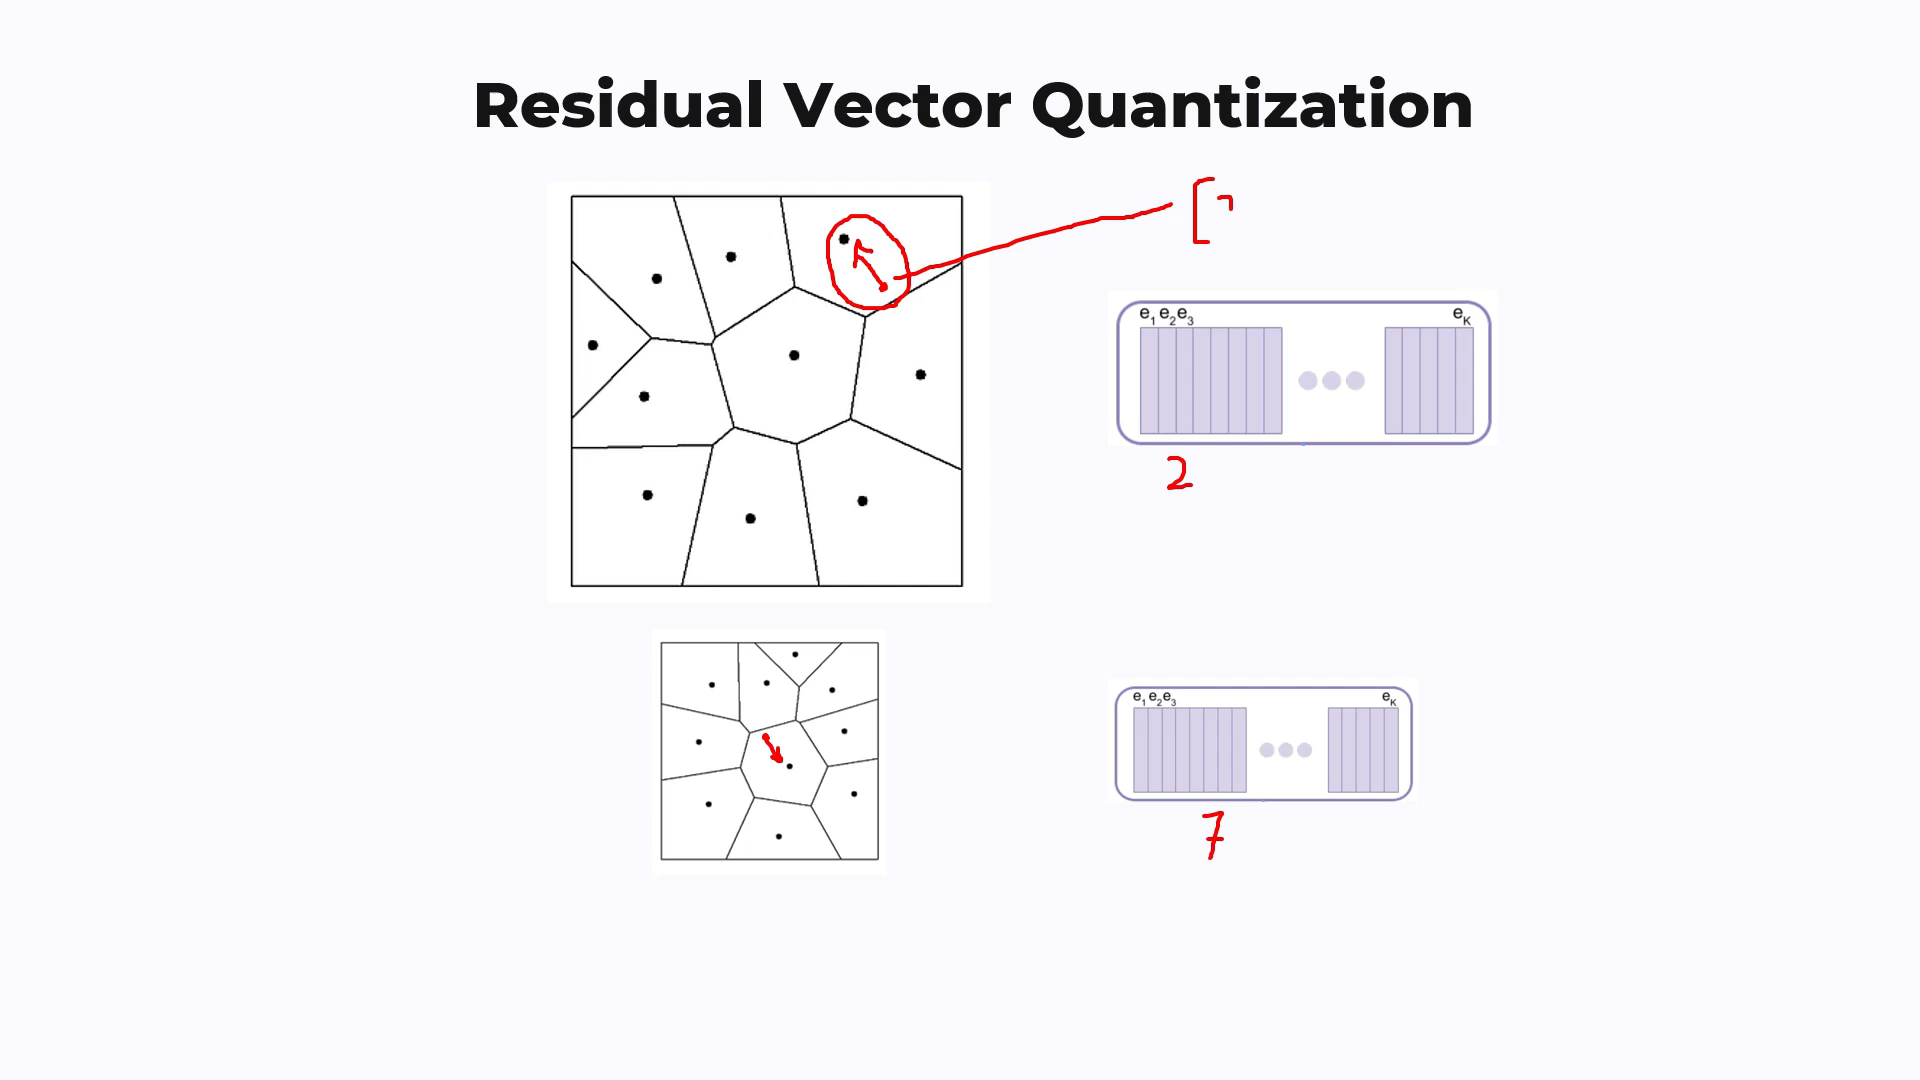 Residual Vector Quantization
[
e1 e2 e3 eK
2
e1 e2 e3 eK
7